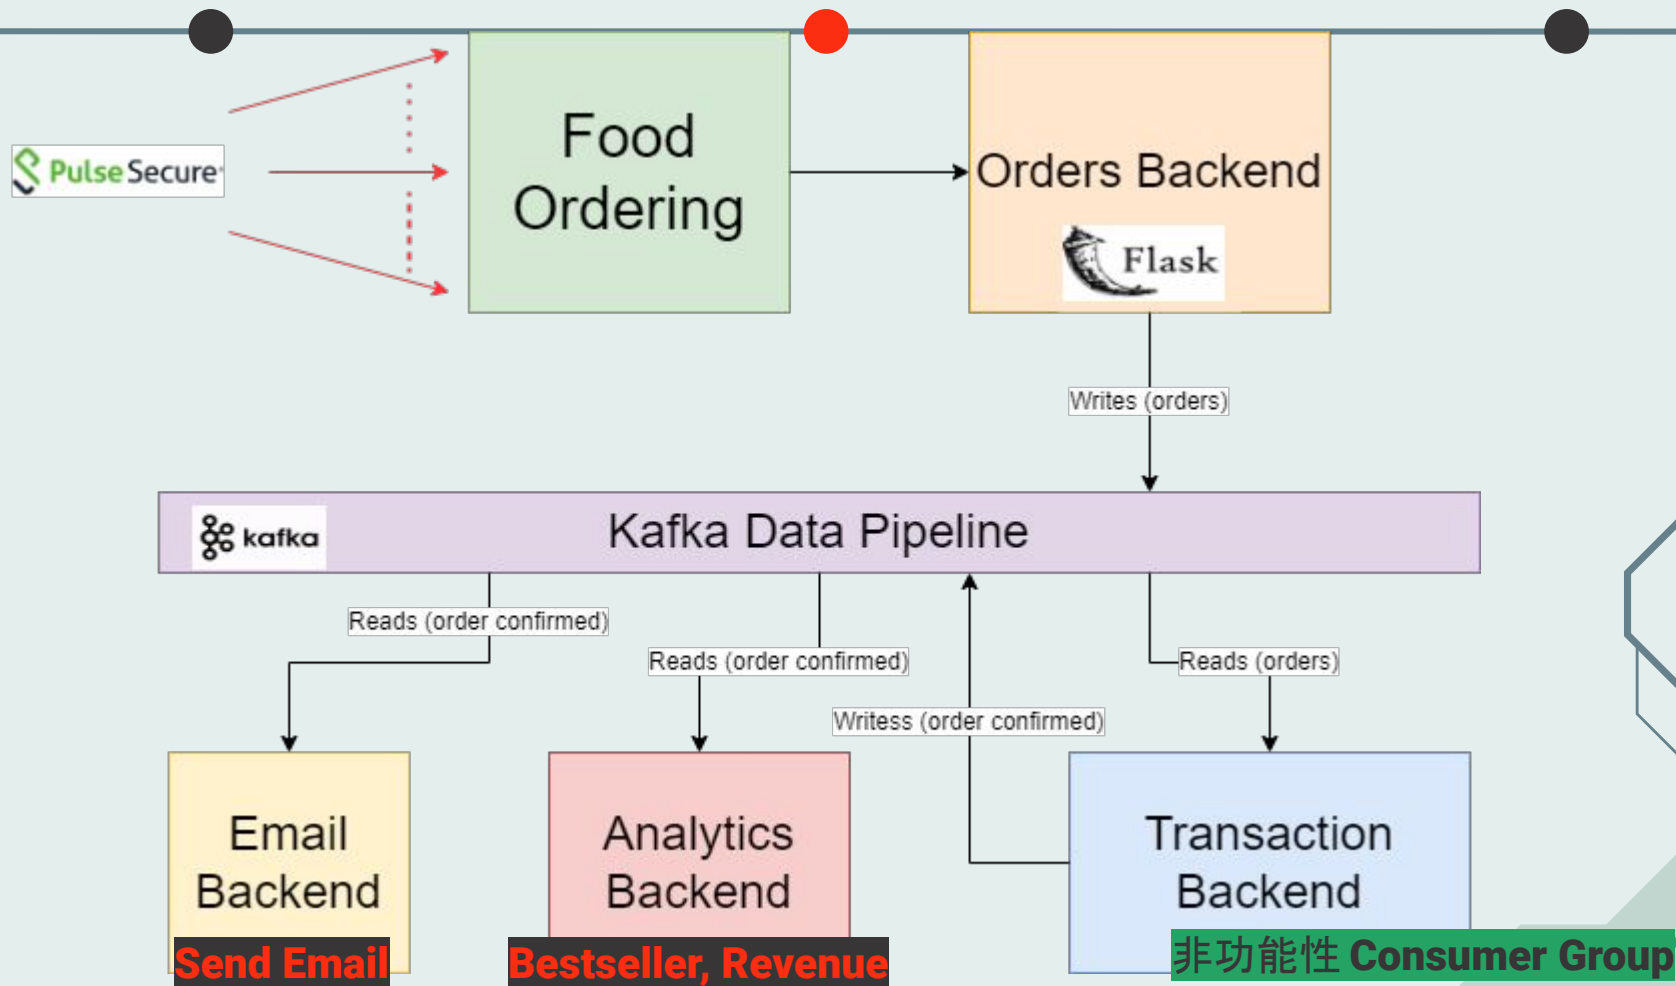 Pulse Secure
Food
Ordering
Orders Backend
Flask
Writes (orders)
kafka
Kafka Data Pipeline
Reads (order confirmed)
Reads (order confirmed)
Reads (orders)
Writess (order confirmed)
Email
Backend
Analytics
Backend
Transaction
Backend
Send Email
Bestseller, Revenue
非功能性 Consumer Group